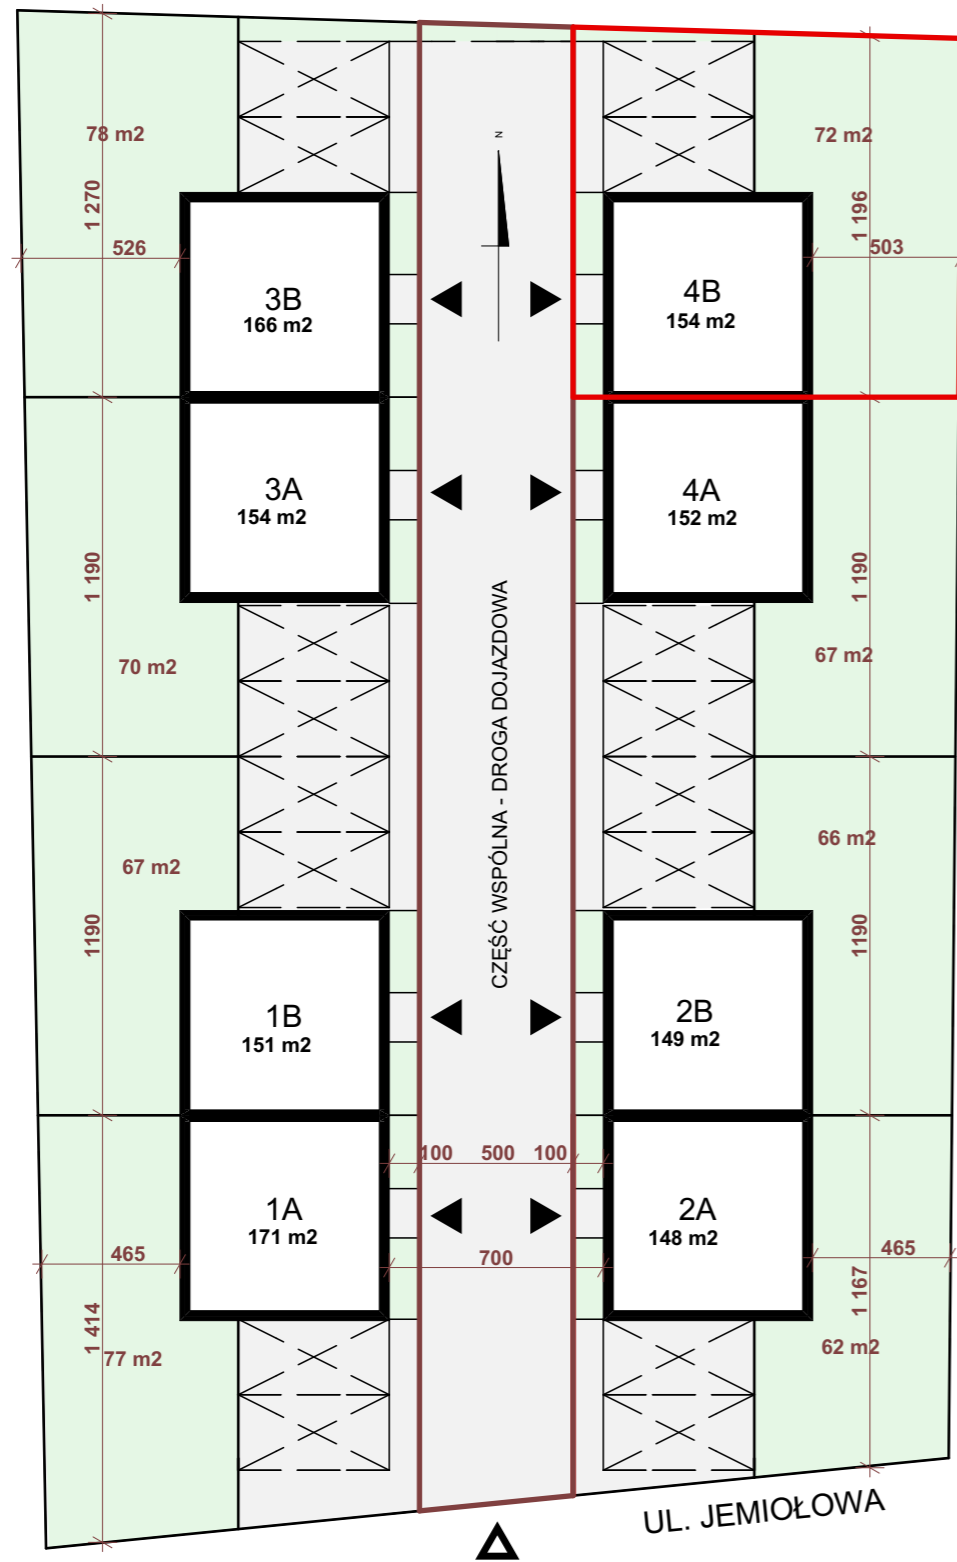 78 m2
72 m2
N
1 270
1 196
526
503
3B
166 m2
4B
154 m2
3A
154 m2
4A
152 m2
1 190
1 190
70 m2
67 m2
CZĘŚĆ WSPÓLNA - DROGA DOJAZDOWA
67 m2
66 m2
1190
1190
1B
151 m2
2B
149 m2
100 500 100
1A
171 m2
2A
148 m2
465
700
465
1 414
1 167
77 m2
62 m2
UL. JEMIOŁOWA